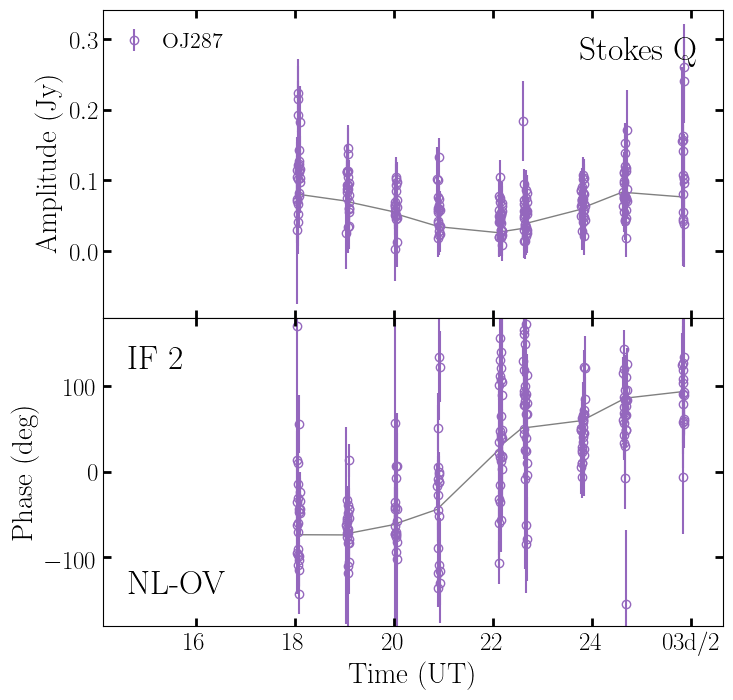 OJ287
Stokes Q
0.3
0.2
0.1
0.0
Amplitude (Jy)
IF 2
100
0
−100
Phase (deg)
NL-OV
16 18 20 22 24 03d/2
Time (UT)